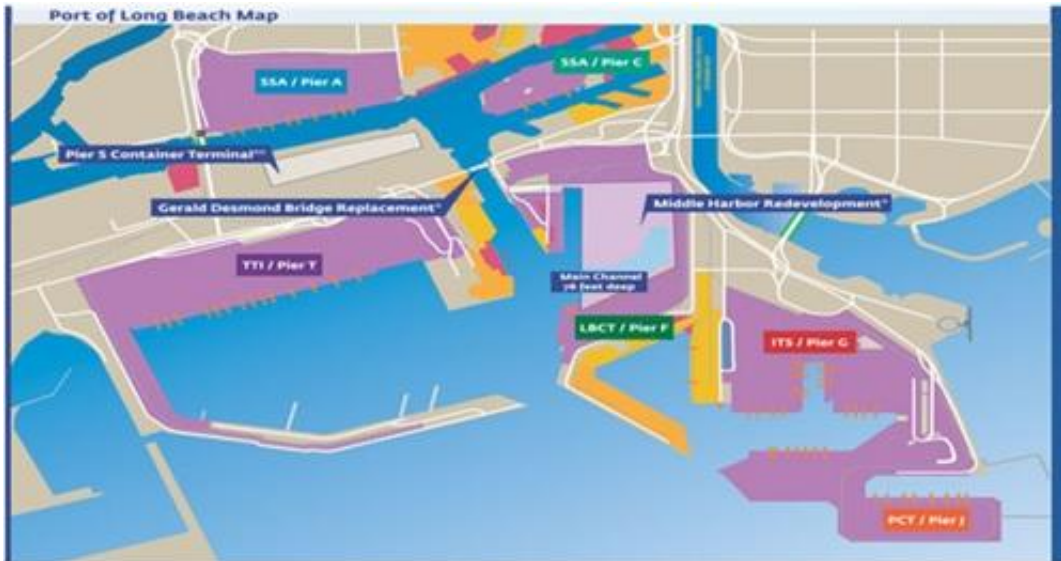 Port of Long Beach Map
SSA / Pier A
SSA / Pier C
Pier S Container Terminal
Gerald Desmond Bridge Replacement*
Middle Harbor Redevelopment*
TTI / Pier T
Main Channel
76 feet deep
LBCT / Pier F
ITS / Pier G
PCT / Pier J